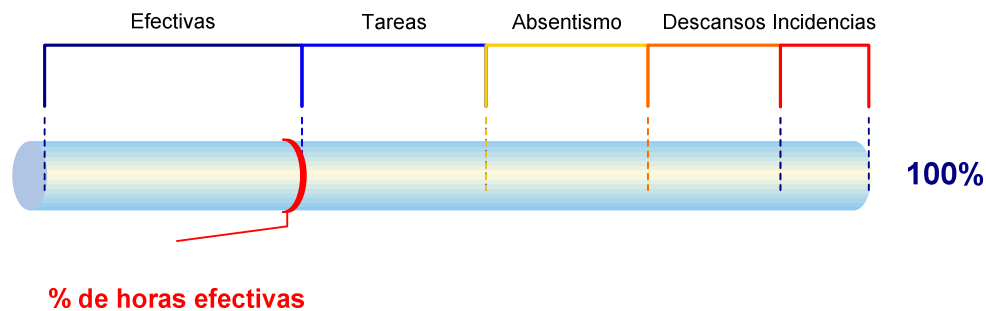 Efectivas Tareas Absentismo Descansos Incidencias
100%
% de horas efectivas